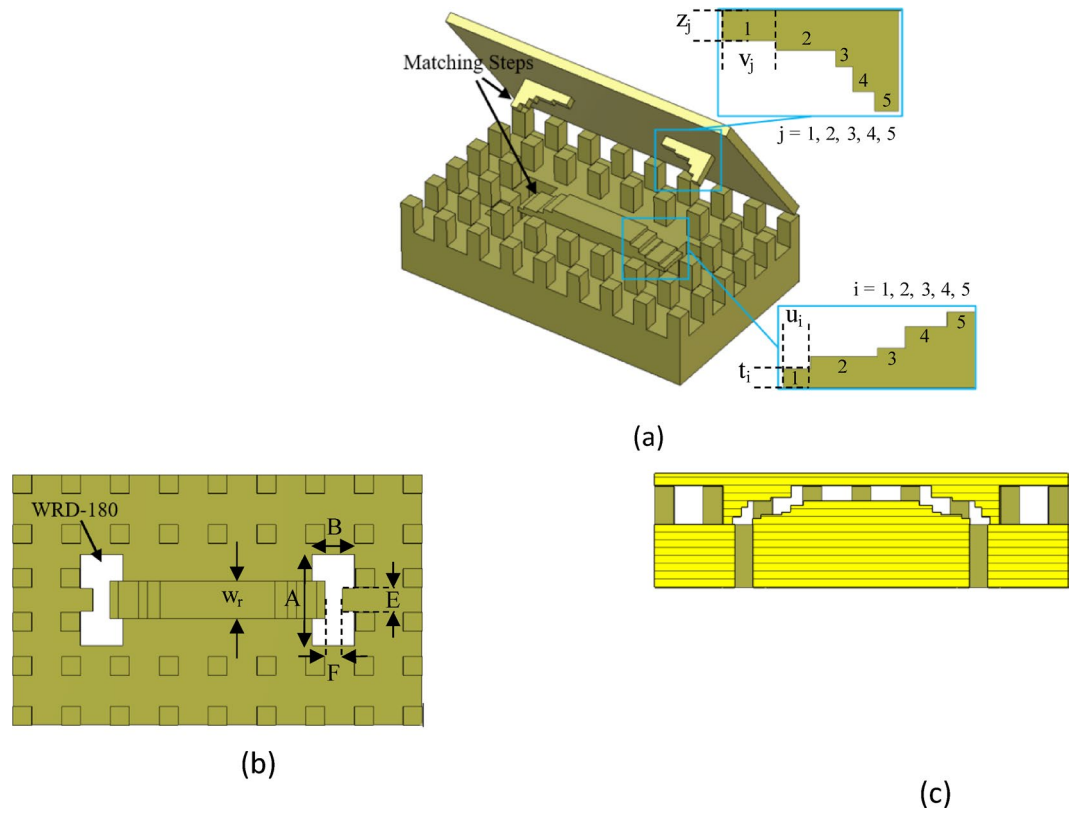 zj
1
2
3
4
5
vj
Matching Steps
j = 1, 2, 3, 4, 5
i = 1, 2, 3, 4, 5
ui
ti
1
2
3
4
5
(a)
WRD-180
B
wr
A
E
F
(b)
(c)